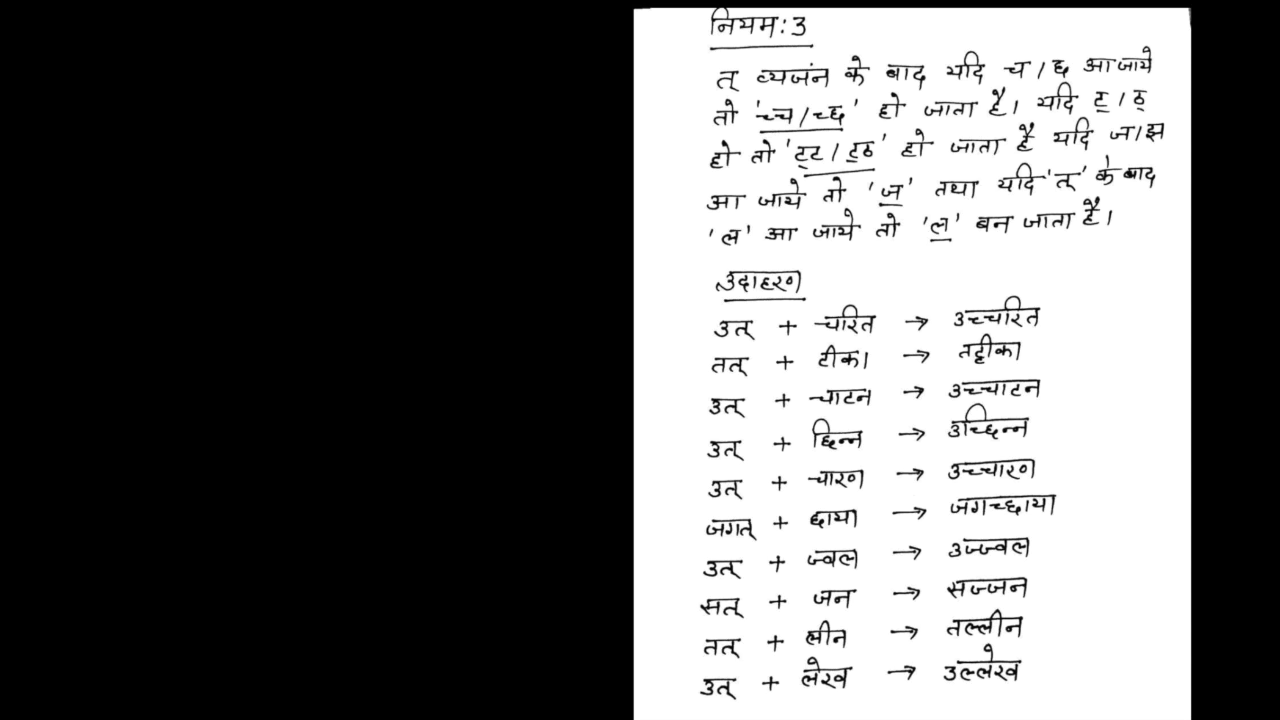 नियम: 3
त् व्यजंन के बाद यदि च / छ आ जाये
तो 'च्च / च्छ' हो जाता है। यदि ट् / ठ्
हो तो 'ट्ट / ट्ठ' हो जाता है यदि ज / झ
आ जाये तो 'ज' तथा यदि 'त्' के बाद
'ल' आ जाये तो 'ल' बन जाता है।
उदाहरण
उत् + चरित → उच्चरित
तत् + टीका → तट्टीका
उत् + चाटन → उच्चाटन
उत् + छिन्न → उच्छिन्न
उत् + चारण → उच्चारण
जगत् + छाया → जगच्छाया
उत् + ज्वल → उज्ज्वल
सत् + जन → सज्जन
तत् + लीन → तल्लीन
उत् + लेख → उल्लेख